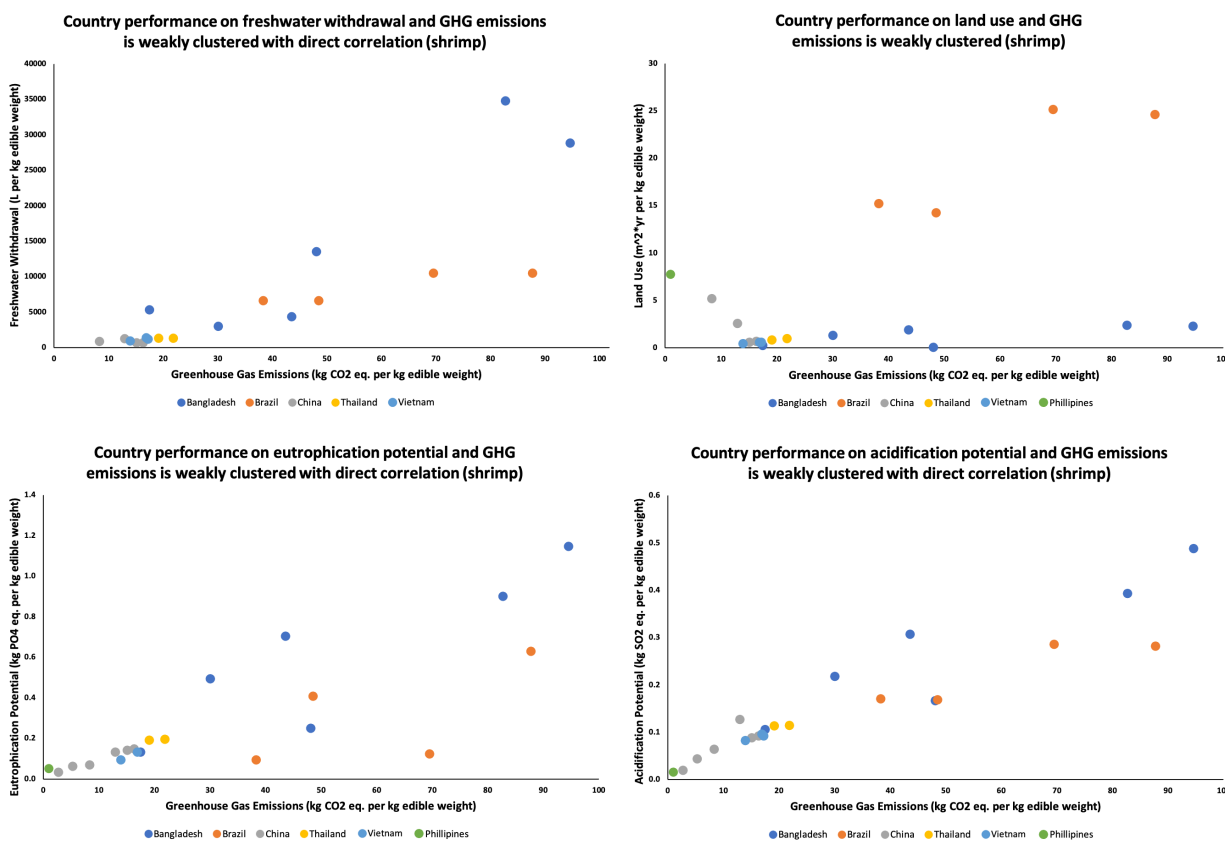 Country performance on freshwater withdrawal and GHG emissions
is weakly clustered with direct correlation (shrimp)
Freshwater Withdrawal (L per kg edible weight)
40000
35000
30000
25000
20000
15000
10000
5000
0
0 10 20 30 40 50 60 70 80 90 100
Greenhouse Gas Emissions (kg CO2 eq. per kg edible weight)
Bangladesh Brazil China Thailand Vietnam
Country performance on land use and GHG
emissions is weakly clustered (shrimp)
Land Use (m^2*yr per kg edible weight)
30
25
20
15
10
5
0
0 10 20 30 40 50 60 70 80 90 100
Greenhouse Gas Emissions (kg CO2 eq. per kg edible weight)
Bangladesh Brazil China Thailand Vietnam Phillipines
Country performance on eutrophication potential and GHG
emissions is weakly clustered with direct correlation (shrimp)
Eutrophication Potential (kg PO4 eq. per kg edible weight)
1.4
1.2
1.0
0.8
0.6
0.4
0.2
0.0
0 10 20 30 40 50 60 70 80 90 100
Greenhouse Gas Emissions (kg CO2 eq. per kg edible weight)
Bangladesh Brazil China Thailand Vietnam Phillipines
Country performance on acidification potential and GHG emissions
is weakly clustered with direct correlation (shrimp)
Acidification Potential (kg SO2 eq. per kg edible weight)
0.6
0.5
0.4
0.3
0.2
0.1
0.0
0 10 20 30 40 50 60 70 80 90 100
Greenhouse Gas Emissions (kg CO2 eq. per kg edible weight)
Bangladesh Brazil China Thailand Vietnam Phillipines